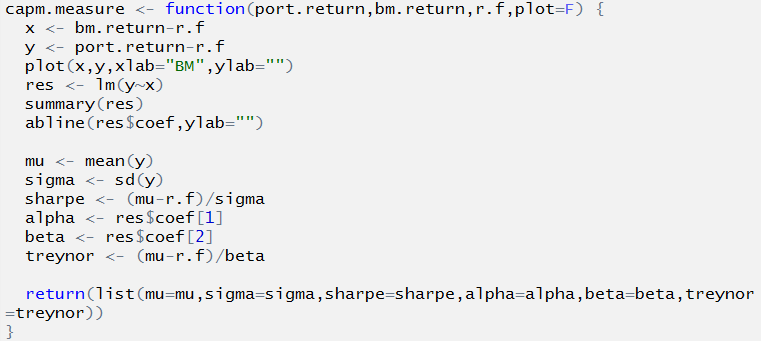 capm.measure <- function(port.return,bm.return,r.f,plot=F) {
  x <- bm.return-r.f
  y <- port.return-r.f
  plot(x,y,xlab="BM",ylab="")
  res <- lm(y~x)
  summary(res)
  abline(res$coef,ylab="")

  mu <- mean(y)
  sigma <- sd(y)
  sharpe <- (mu-r.f)/sigma
  alpha <- res$coef[1]
  beta <- res$coef[2]
  treynor <- (mu-r.f)/beta

  return(list(mu=mu,sigma=sigma,sharpe=sharpe,alpha=alpha,beta=beta,treynor
=treynor))
}